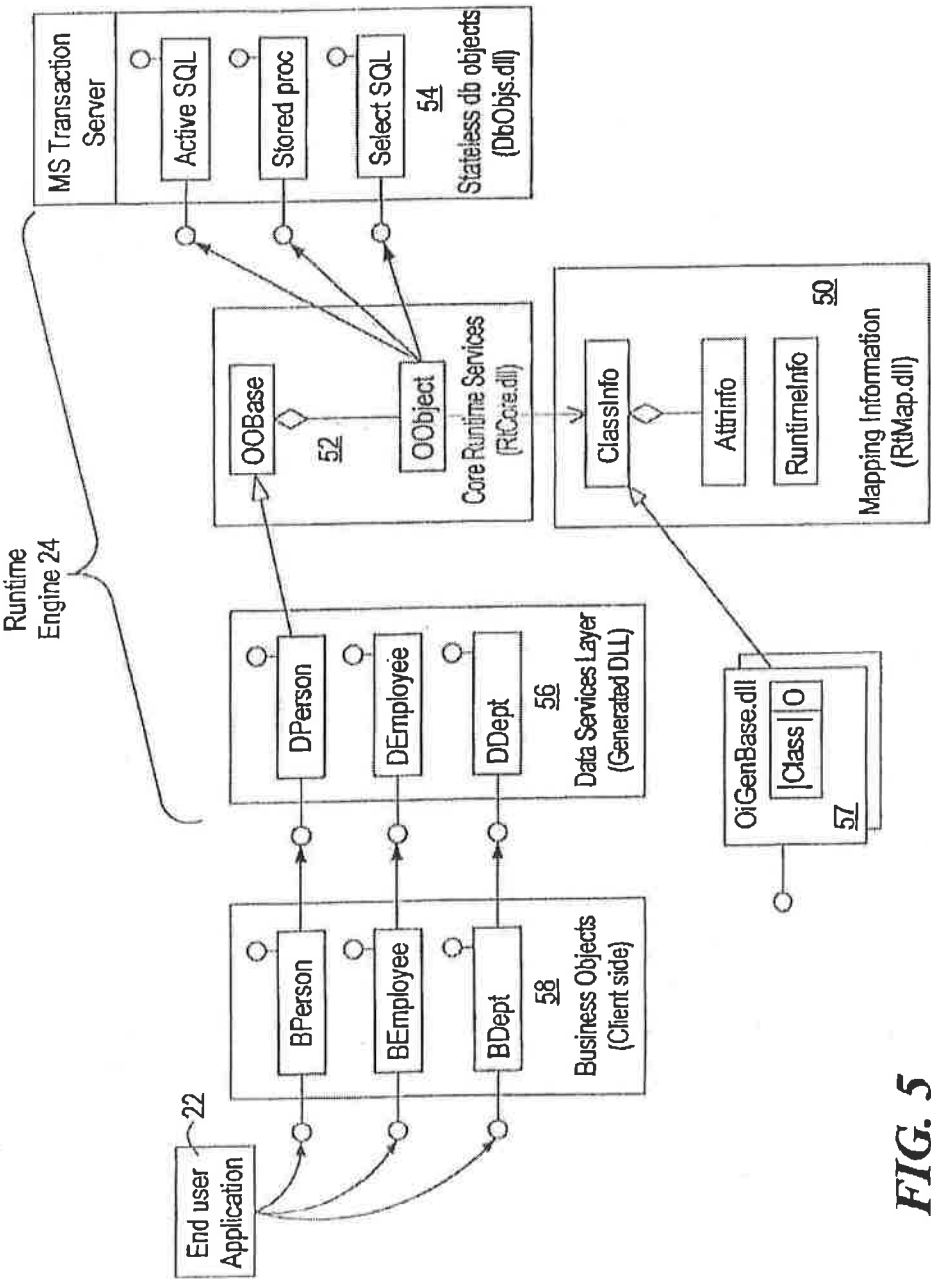 Runtime
Engine 24
End user
Application
22
BPerson
BEmployee
BDept
58
Business Objects
(Client side)
DPerson
DEmployee
DDept
56
Data Services Layer
(Generated DLL)
OOBase
52
OObject
Core Runtime Services
(RtCore.dll)
MS Transaction
Server
Active SQL
Stored proc
Select SQL
54
Stateless db objects
(DbObjs.dll)
OiGenBase.dll
|Class| O
57
ClassInfo
AttrInfo
RuntimeInfo
50
Mapping Information
(RtMap.dll)
FIG. 5